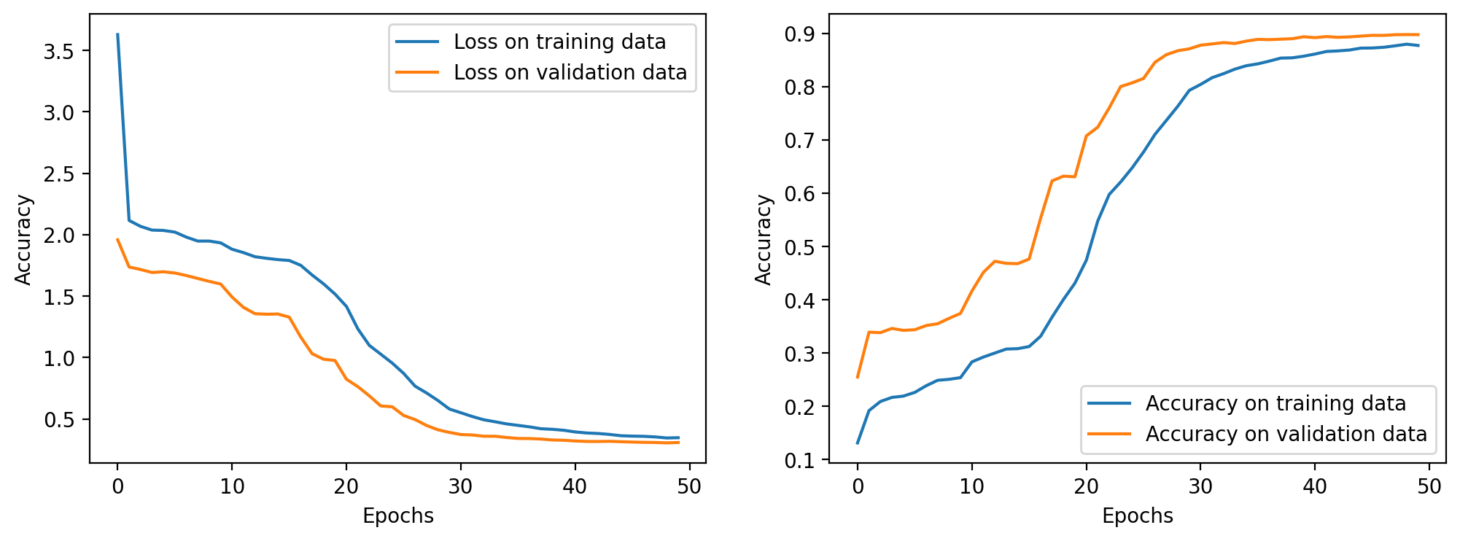 Loss on training data
Loss on validation data
3.5
3.0
2.5
2.0
1.5
1.0
0.5
Accuracy
0 10 20 30 40 50
Epochs
0.9
0.8
0.7
0.6
0.5
0.4
0.3
0.2
0.1
Accuracy
Accuracy on training data
Accuracy on validation data
0 10 20 30 40 50
Epochs